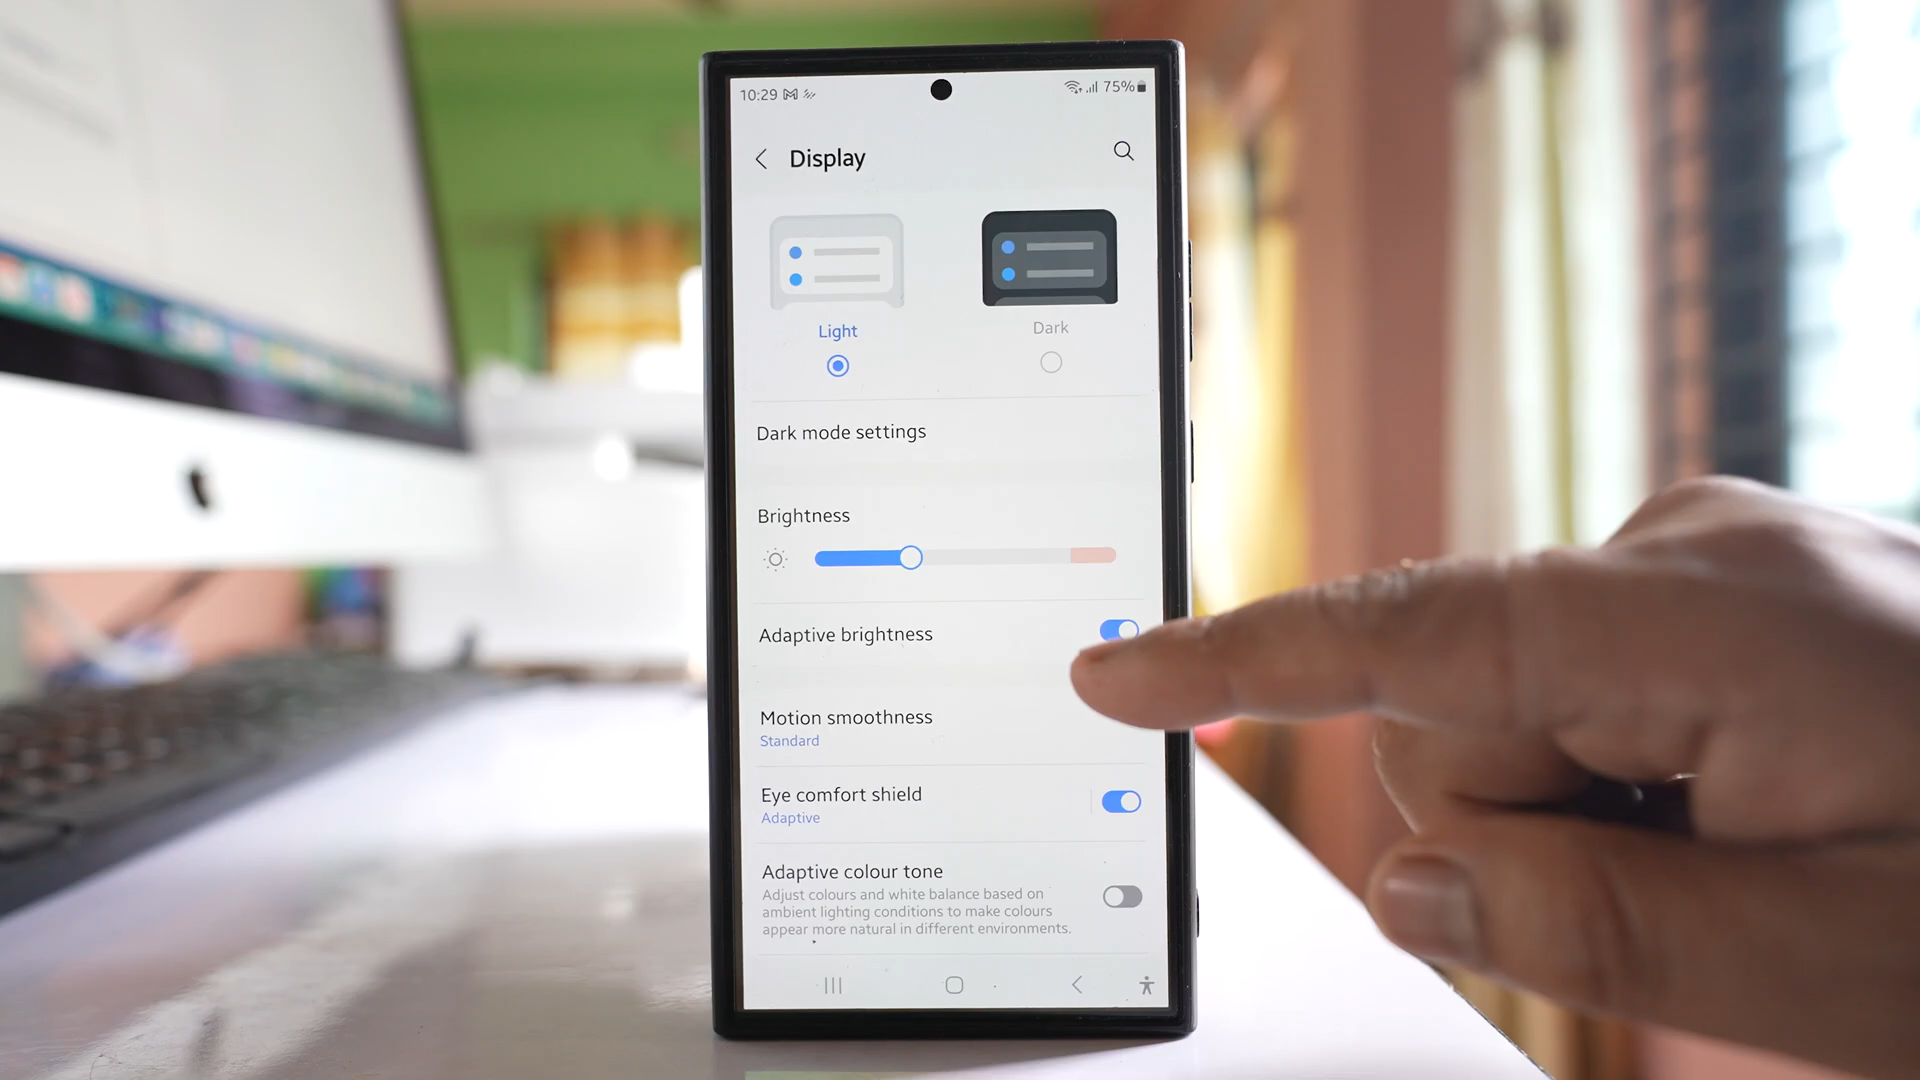 10:29 75%
Display
Light Dark
Dark mode settings
Brightness
Adaptive brightness
Motion smoothness
Standard
Eye comfort shield
Adaptive
Adaptive colour tone
Adjust colours and white balance based on
ambient lighting conditions to make colours
appear more natural in different environments.